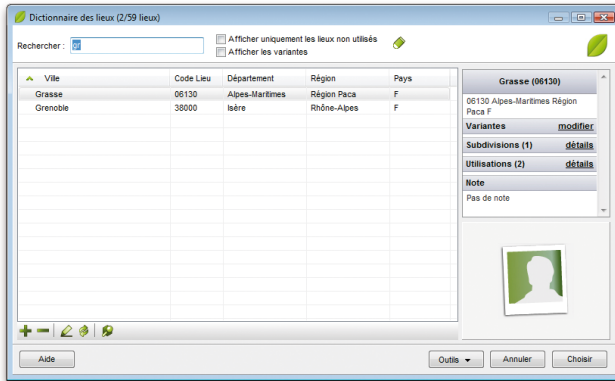 Dictionnaire des lieux (2/59 lieux)
Rechercher :
Afficher uniquement les lieux non utilisés
Afficher les variantes
Ville Code Lieu Département Région Pays
Grasse 06130 Alpes-Maritimes Région Paca F
Grenoble 38000 Isère Rhône-Alpes F
Grasse (06130)
06130 Alpes-Maritimes Région
Paca F
Variantes modifier
Subdivisions (1) détails
Utilisations (2) détails
Note
Pas de note
Aide Outils Annuler Choisir